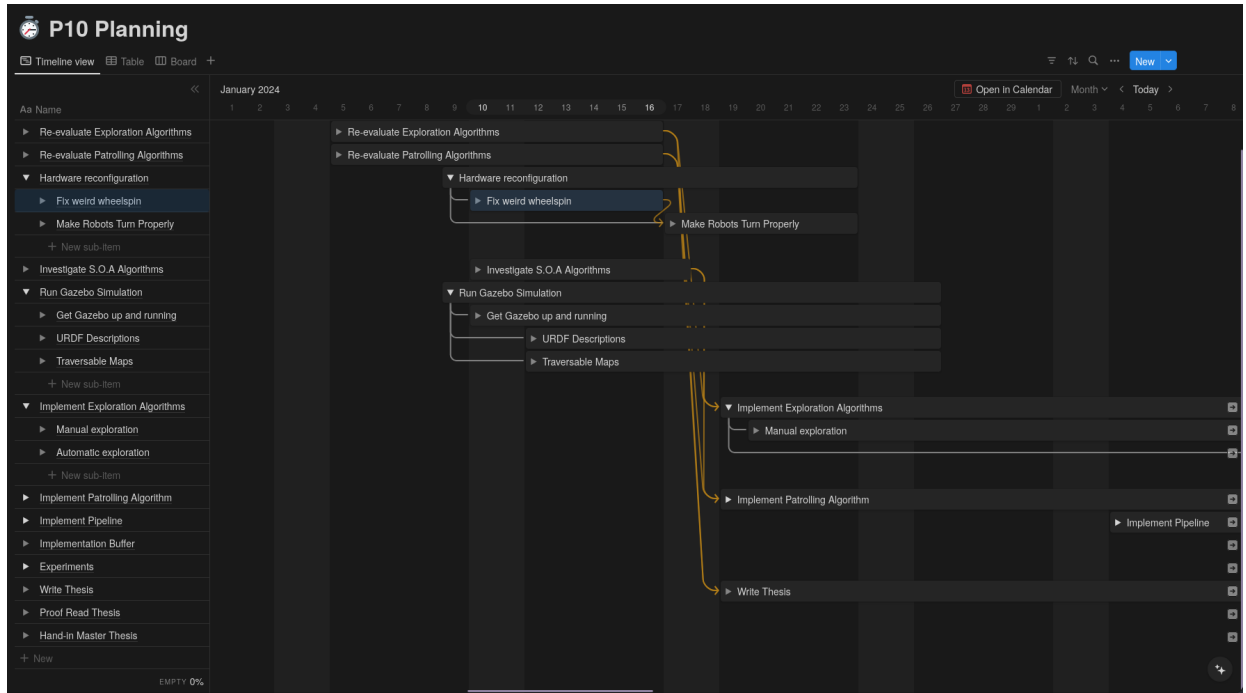 P10 Planning
Timeline view Table Board +
New
January 2024
Open in Calendar Month Today
Aa Name
1 2 3 4 5 6 7 8 9 10 11 12 13 14 15 16 17 18 19 20 21 22 23 24 25 26 27 28 29 1 2 3 4 5 6 7 8
Re-evaluate Exploration Algorithms Re-evaluate Exploration Algorithms
Re-evaluate Patrolling Algorithms Re-evaluate Patrolling Algorithms
Hardware reconfiguration Hardware reconfiguration
Fix weird wheelspin Fix weird wheelspin
Make Robots Turn Properly Make Robots Turn Properly
+ New sub-item
Investigate S.O.A Algorithms Investigate S.O.A Algorithms
Run Gazebo Simulation Run Gazebo Simulation
Get Gazebo up and running Get Gazebo up and running
URDF Descriptions URDF Descriptions
Traversable Maps Traversable Maps
+ New sub-item
Implement Exploration Algorithms Implement Exploration Algorithms
Manual exploration Manual exploration
Automatic exploration
+ New sub-item
Implement Patrolling Algorithm Implement Patrolling Algorithm
Implement Pipeline Implement Pipeline
Implementation Buffer
Experiments
Write Thesis Write Thesis
Proof Read Thesis
Hand-in Master Thesis
+ New
EMPTY 0%